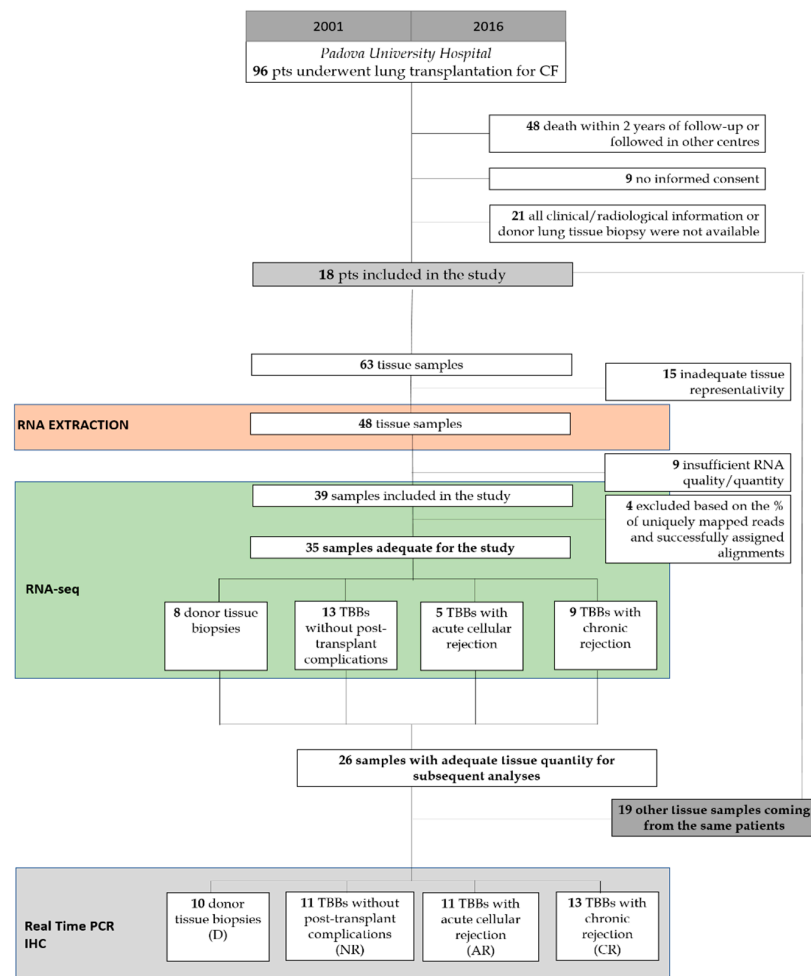 2001 2016
Padova University Hospital
96 pts underwent lung transplantation for CF
48 death within 2 years of follow-up or
followed in other centres
9 no informed consent
21 all clinical/radiological information or
donor lung tissue biopsy were not available
18 pts included in the study
63 tissue samples
15 inadequate tissue
representativity
RNA EXTRACTION
48 tissue samples
9 insufficient RNA
quality/quantity
39 samples included in the study
4 excluded based on the %
of uniquely mapped reads
and successfully assigned
alignments
35 samples adequate for the study
RNA-seq
8 donor tissue
biopsies
13 TBBs
without post-
transplant
complications
5 TBBs with
acute cellular
rejection
9 TBBs with
chronic
rejection
26 samples with adequate tissue quantity for
subsequent analyses
19 other tissue samples coming
from the same patients
Real Time PCR
IHC
10 donor
tissue biopsies
(D)
11 TBBs without
post-transplant
complications
(NR)
11 TBBs with
acute cellular
rejection
(AR)
13 TBBs with
chronic
rejection
(CR)